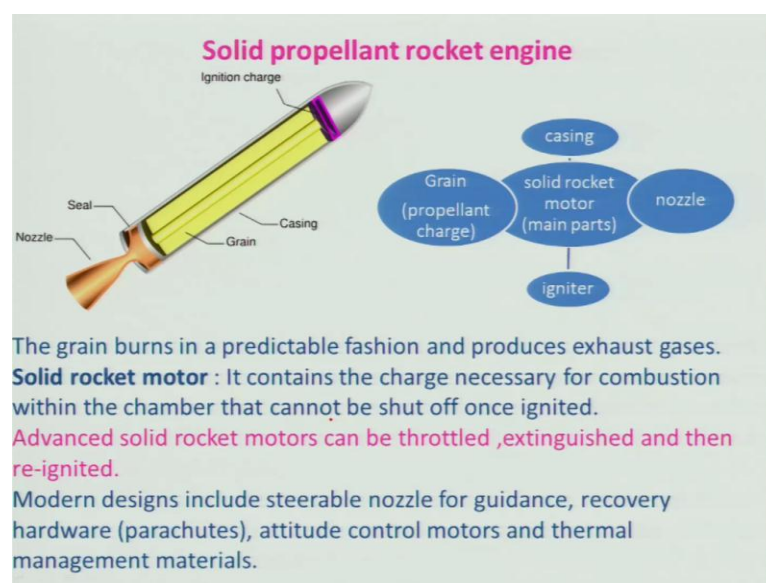 Solid propellant rocket engine
Ignition charge
Seal
Nozzle
Casing
Grain
casing
Grain
(propellant
charge)
solid rocket
motor
(main parts)
nozzle
igniter
The grain burns in a predictable fashion and produces exhaust gases.
Solid rocket motor : It contains the charge necessary for combustion
within the chamber that cannot be shut off once ignited.
Advanced solid rocket motors can be throttled ,extinguished and then
re-ignited.
Modern designs include steerable nozzle for guidance, recovery
hardware (parachutes), attitude control motors and thermal
management materials.